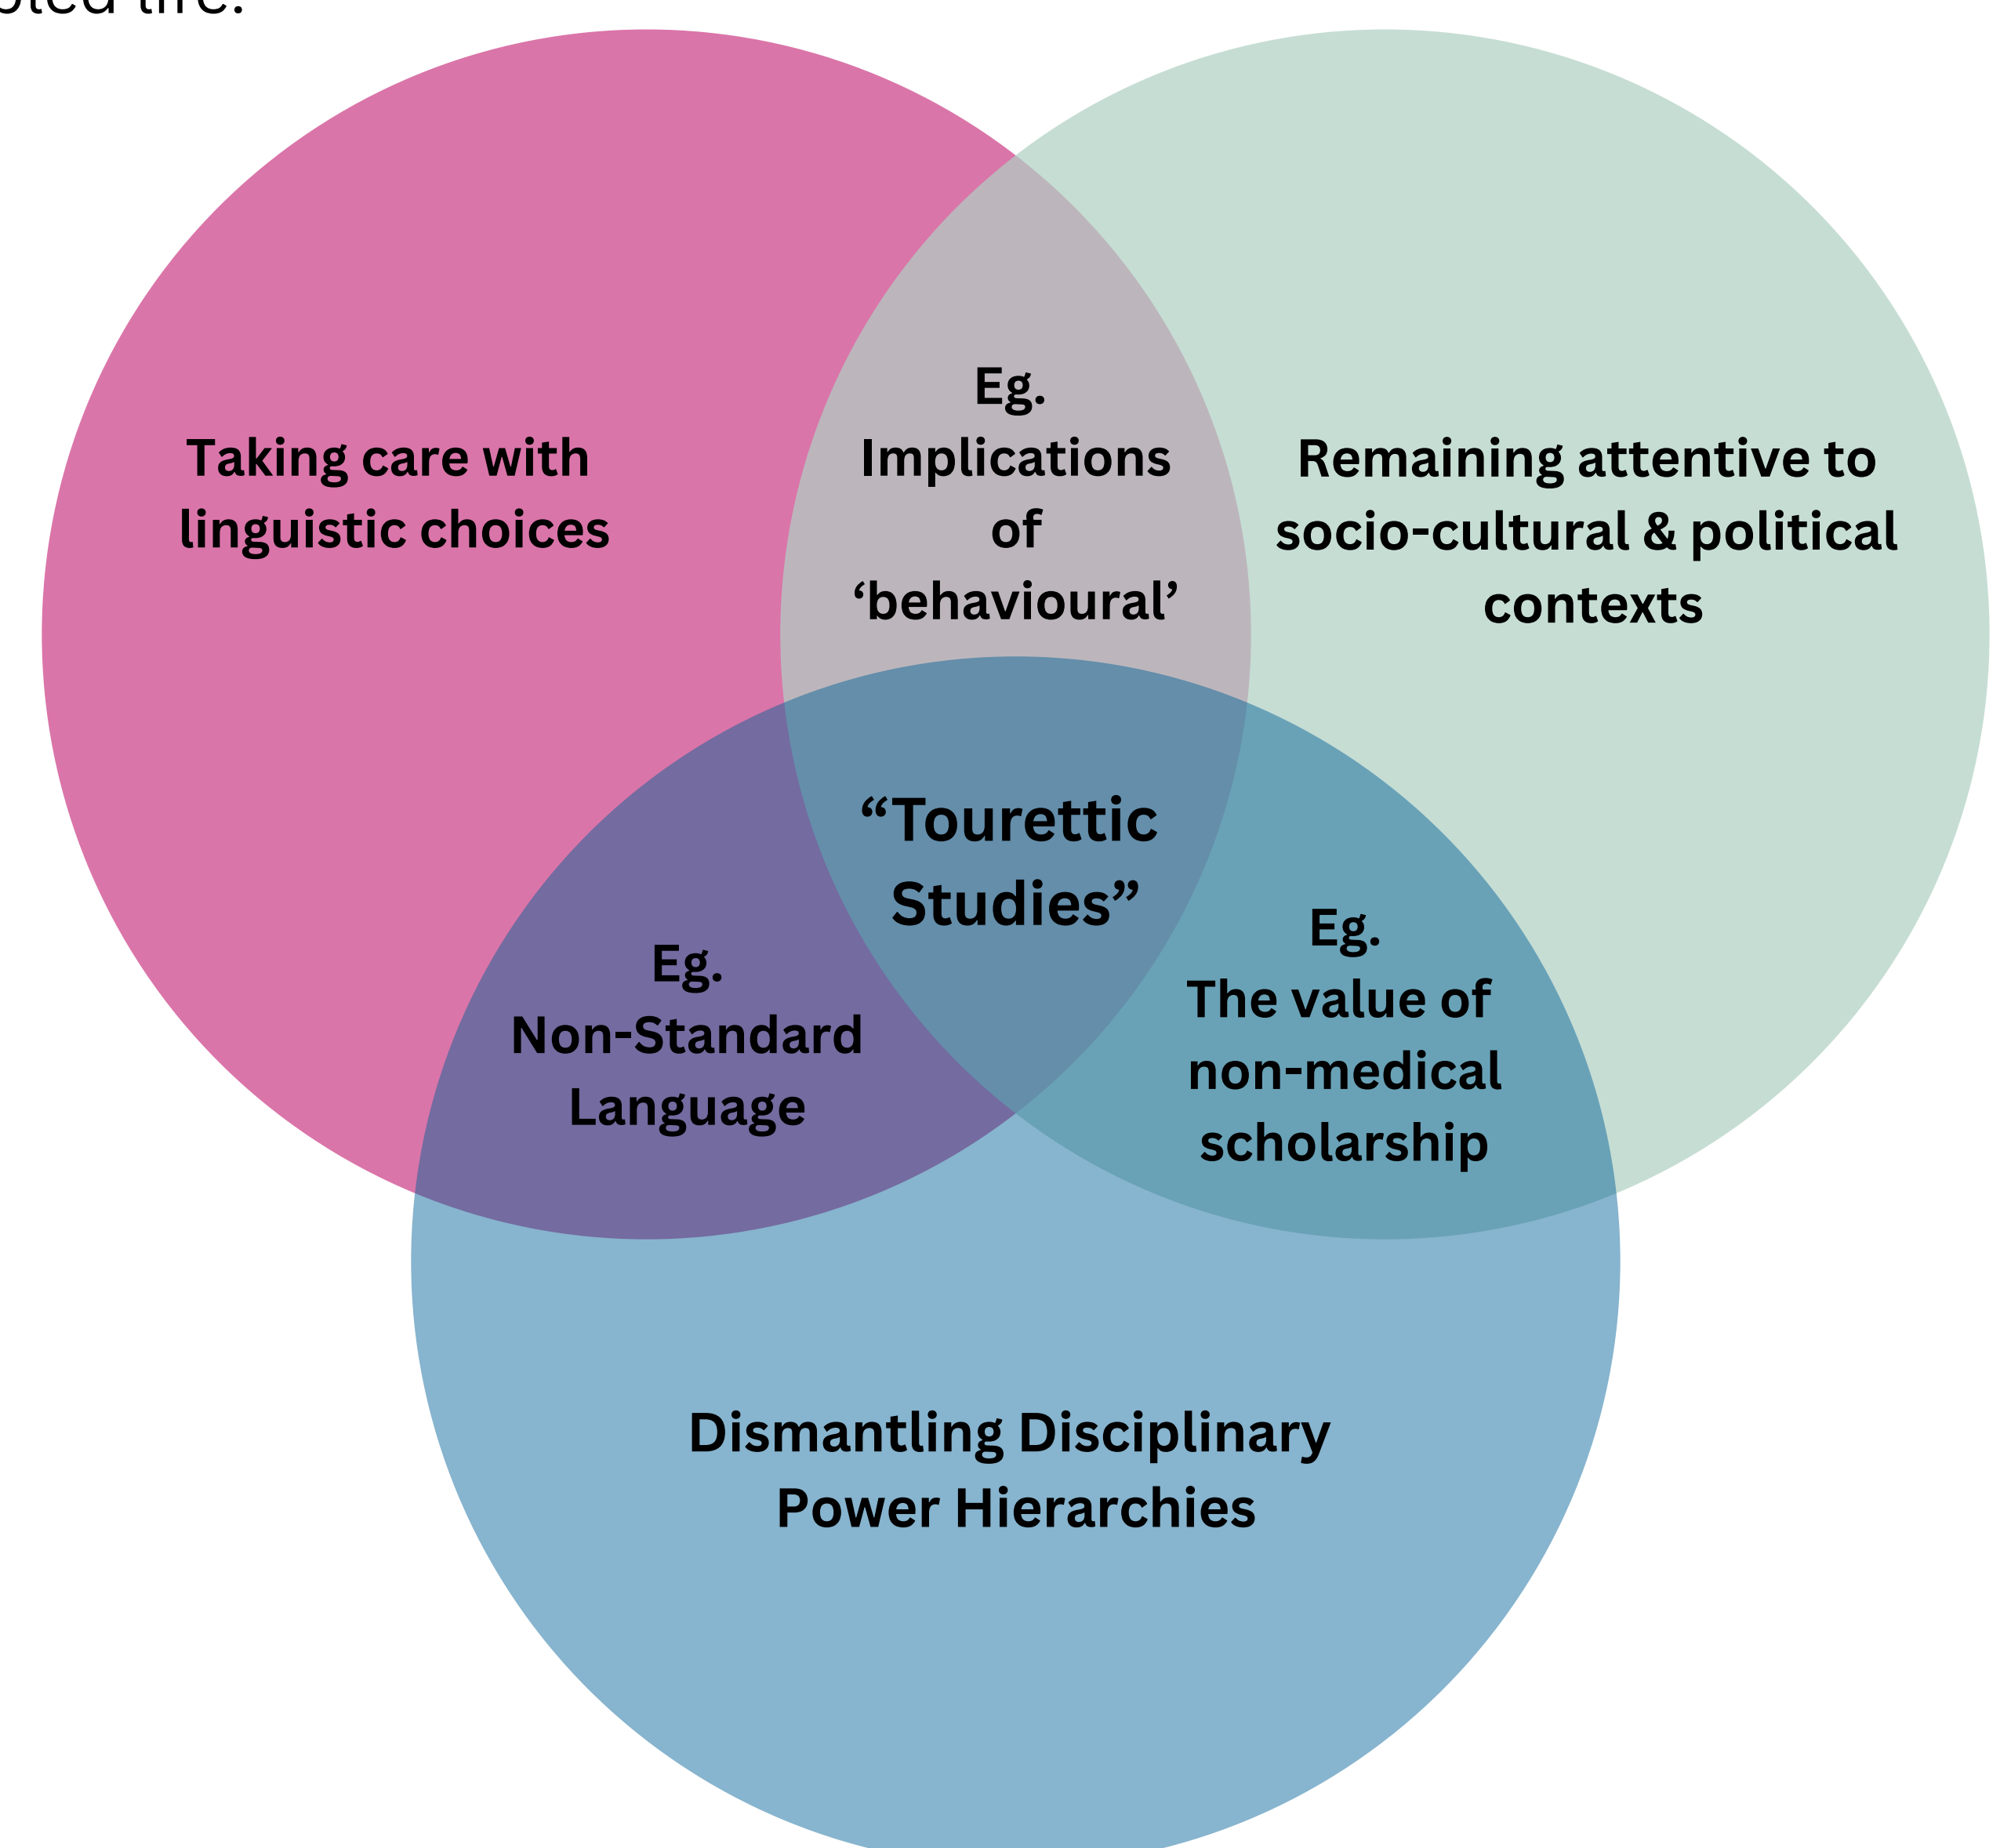 Taking care with
linguistic choices
Eg.
Implications
of
‘behavioural’
Remaining attentive to
socio-cultural & political
contexts
“Tourettic
Studies”
Eg.
Non-Standard
Language
Eg.
The value of
non-medical
scholarship
Dismantling Disciplinary
Power Hierarchies